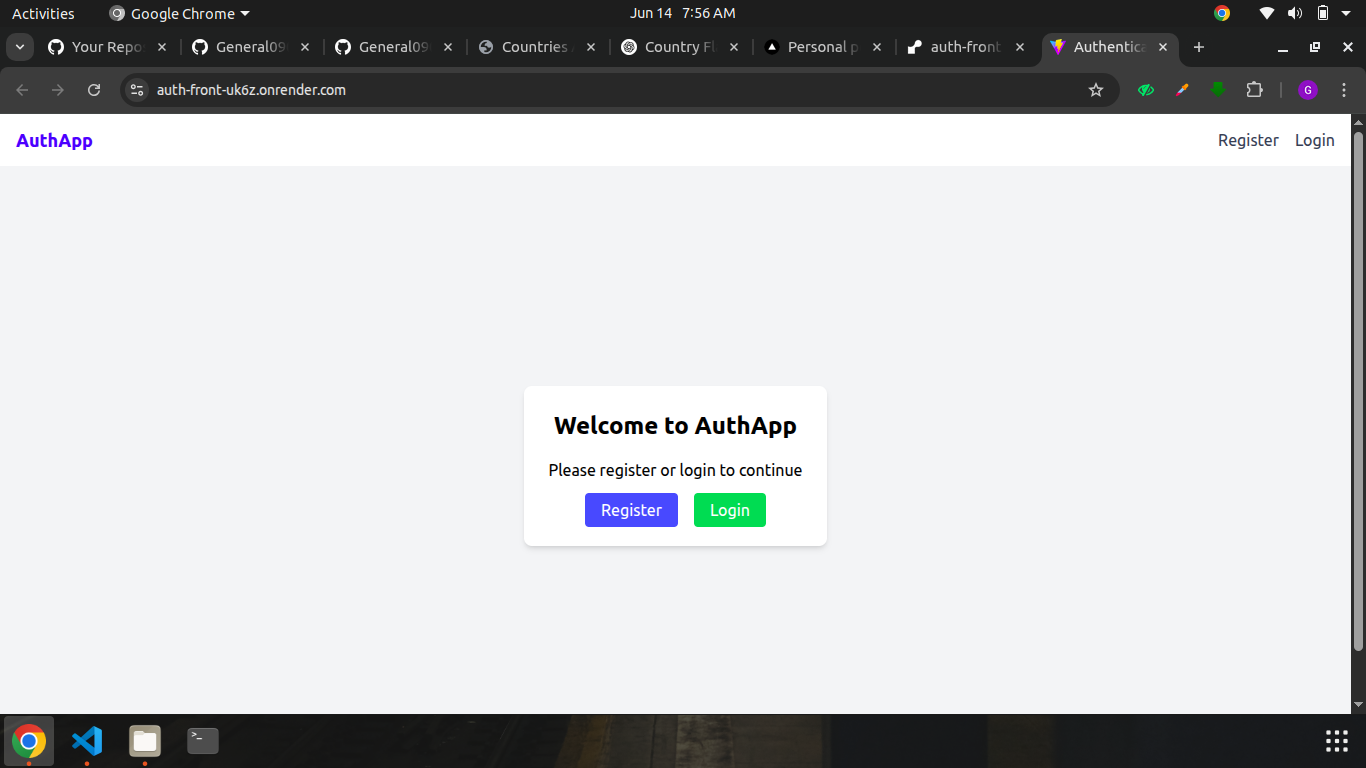 Activities Google Chrome Jun 14 7:56 AM
Your Repo General09 General09 Countries Country Fl Personal p auth-front Authentica
auth-front-uk6z.onrender.com G
AuthApp Register Login
Welcome to AuthApp
Please register or login to continue
Register Login